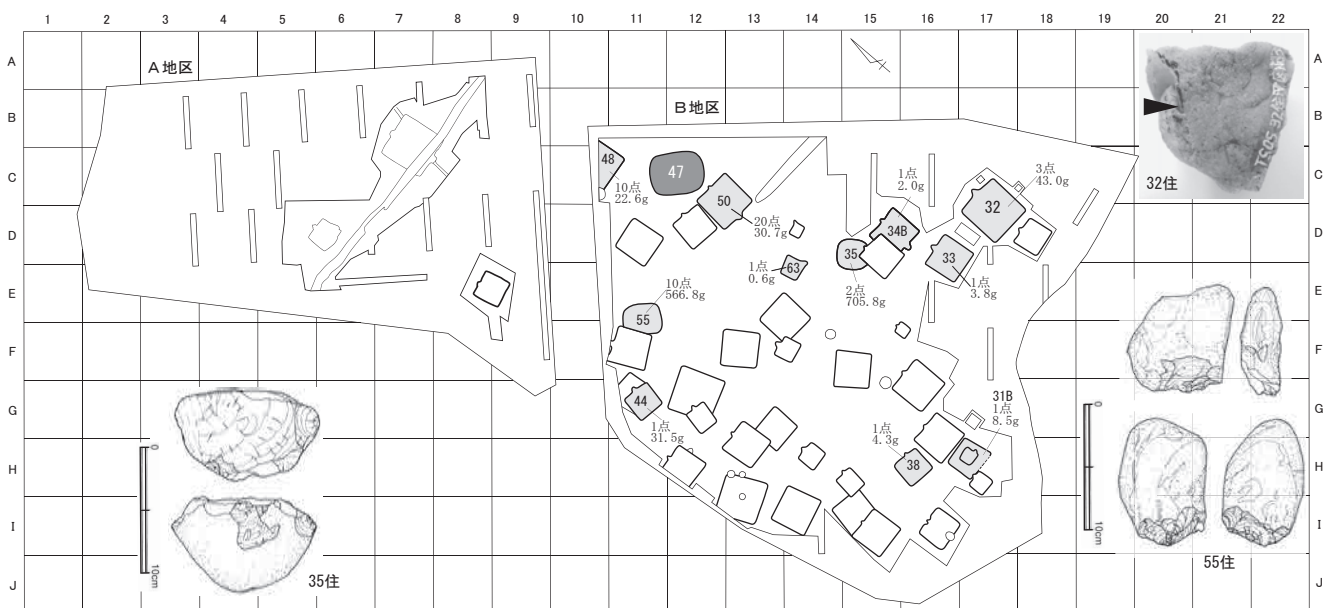 1 2 3 4 5 6 7 8 9 10 11 12 13 14 15 16 17 18 19 20 21 22
A A
B B
C C
D D
E E
F F
G G
H H
I I
J J
A地区
B地区
48
10点
22.6g
47
50
20点
30.7g
1点
2.0g
34B
3点
43.0g
32
35
2点
705.8g
33
1点
3.8g
63
1点
0.6g
55
10点
566.8g
44
1点
31.5g
31B
1点
8.5g
38
1点
4.3g
32住
0
10cm
35住
0
10cm
55住